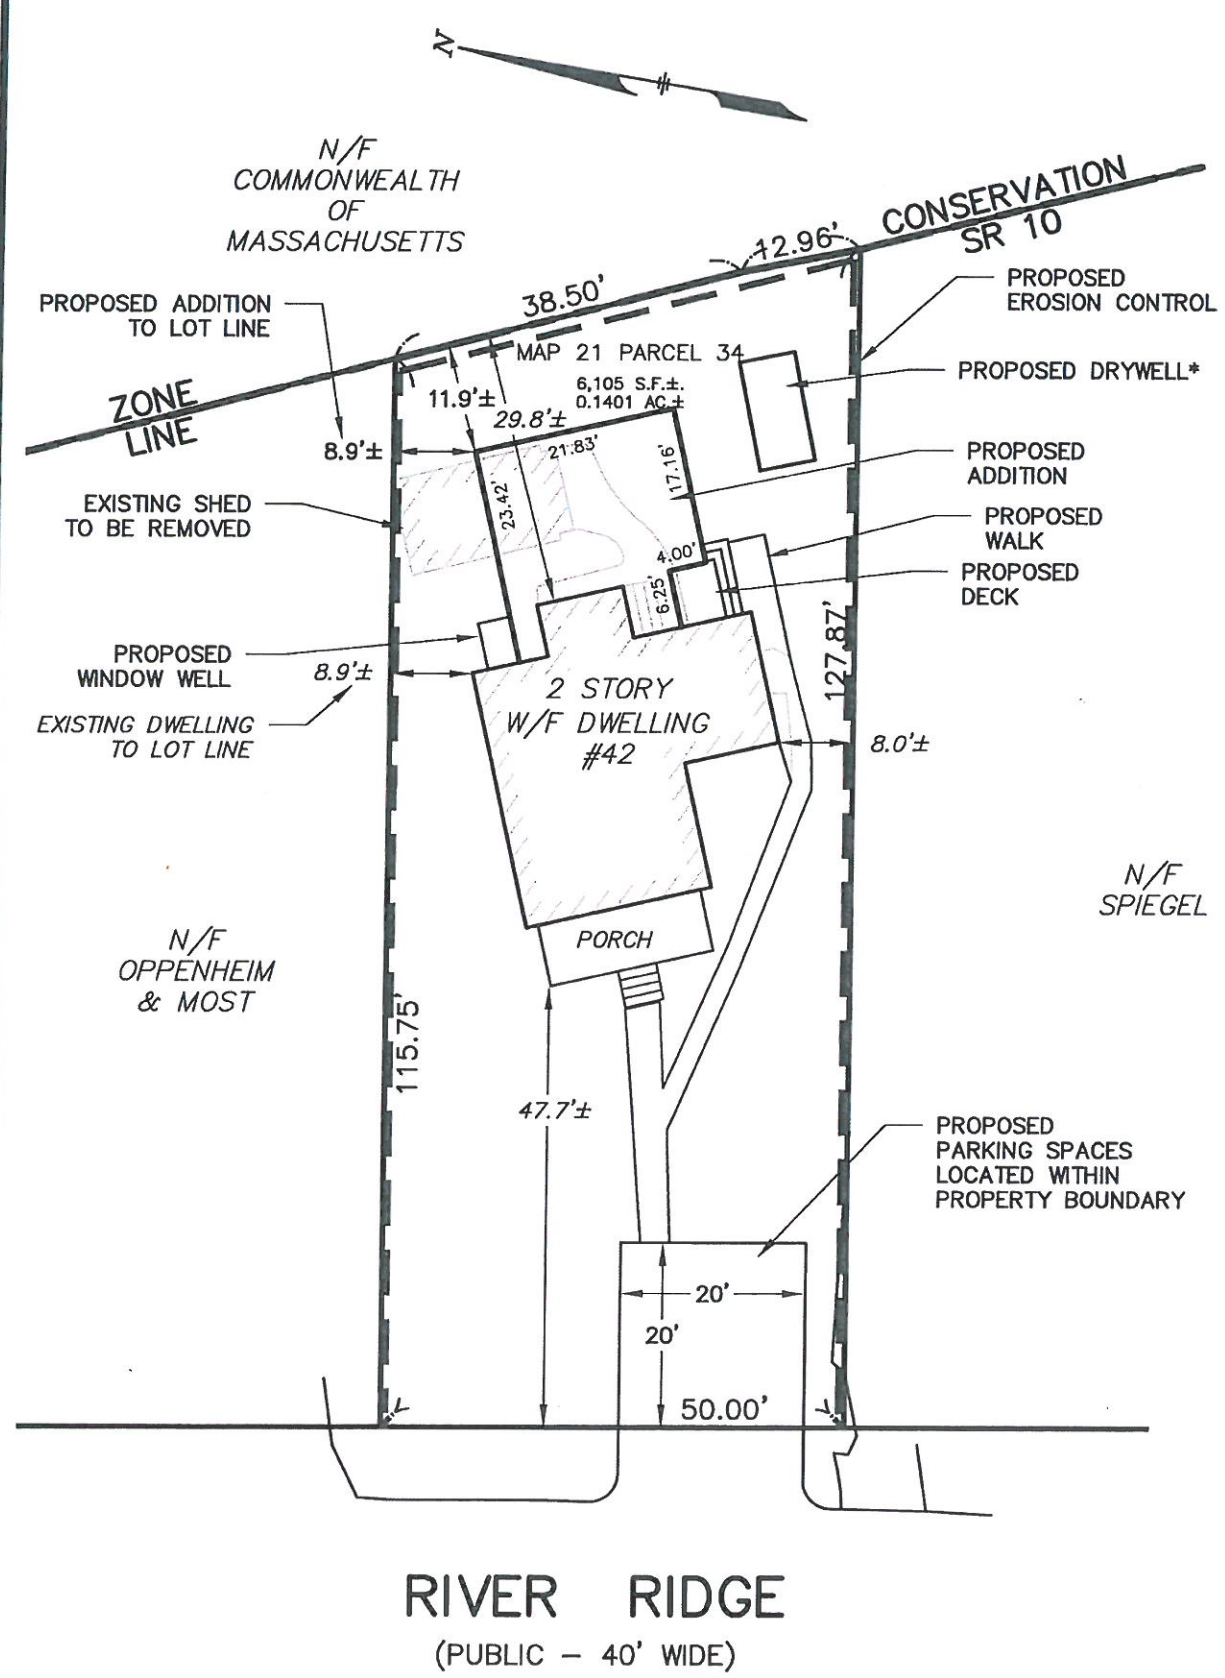 N
N/F
COMMONWEALTH
OF
MASSACHUSETTS
CONSERVATION
SR 10
12.96'
38.50'
PROPOSED ADDITION
TO LOT LINE
PROPOSED
EROSION CONTROL
MAP 21 PARCEL 34
6,105 S.F.±.
0.1401 AC.±
PROPOSED DRYWELL*
ZONE
LINE
11.9'±
29.8'±
8.9'±
21.83'
17.16'
23.42'
PROPOSED
ADDITION
EXISTING SHED
TO BE REMOVED
PROPOSED
WALK
4.00'
6.25'
PROPOSED
DECK
PROPOSED
WINDOW WELL
8.9'±
EXISTING DWELLING
TO LOT LINE
2 STORY
W/F DWELLING
#42
127.87'
8.0'±
N/F
SPIEGEL
N/F
OPPENHEIM
& MOST
PORCH
115.75'
47.7'±
PROPOSED
PARKING SPACES
LOCATED WITHIN
PROPERTY BOUNDARY
20'
20'
50.00'
RIVER RIDGE
(PUBLIC – 40' WIDE)